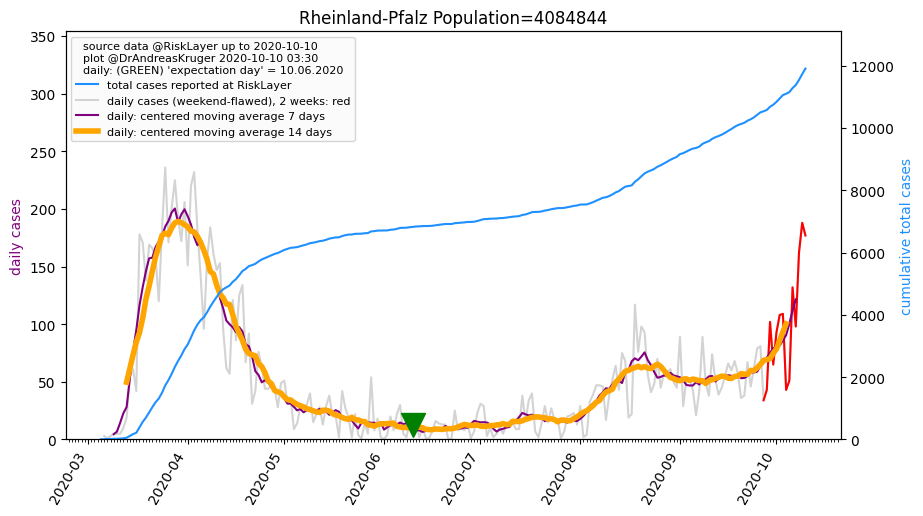 Rheinland-Pfalz Population=4084844
source data @RiskLayer up to 2020-10-10
plot @DrAndreasKruger 2020-10-10 03:30
daily: (GREEN) 'expectation day' = 10.06.2020
total cases reported at RiskLayer
daily cases (weekend-flawed), 2 weeks: red
daily: centered moving average 7 days
daily: centered moving average 14 days
daily cases
350
300
250
200
150
100
50
0
cumulative total cases
12000
10000
8000
6000
4000
2000
0
2020-03
2020-04
2020-05
2020-06
2020-07
2020-08
2020-09
2020-10